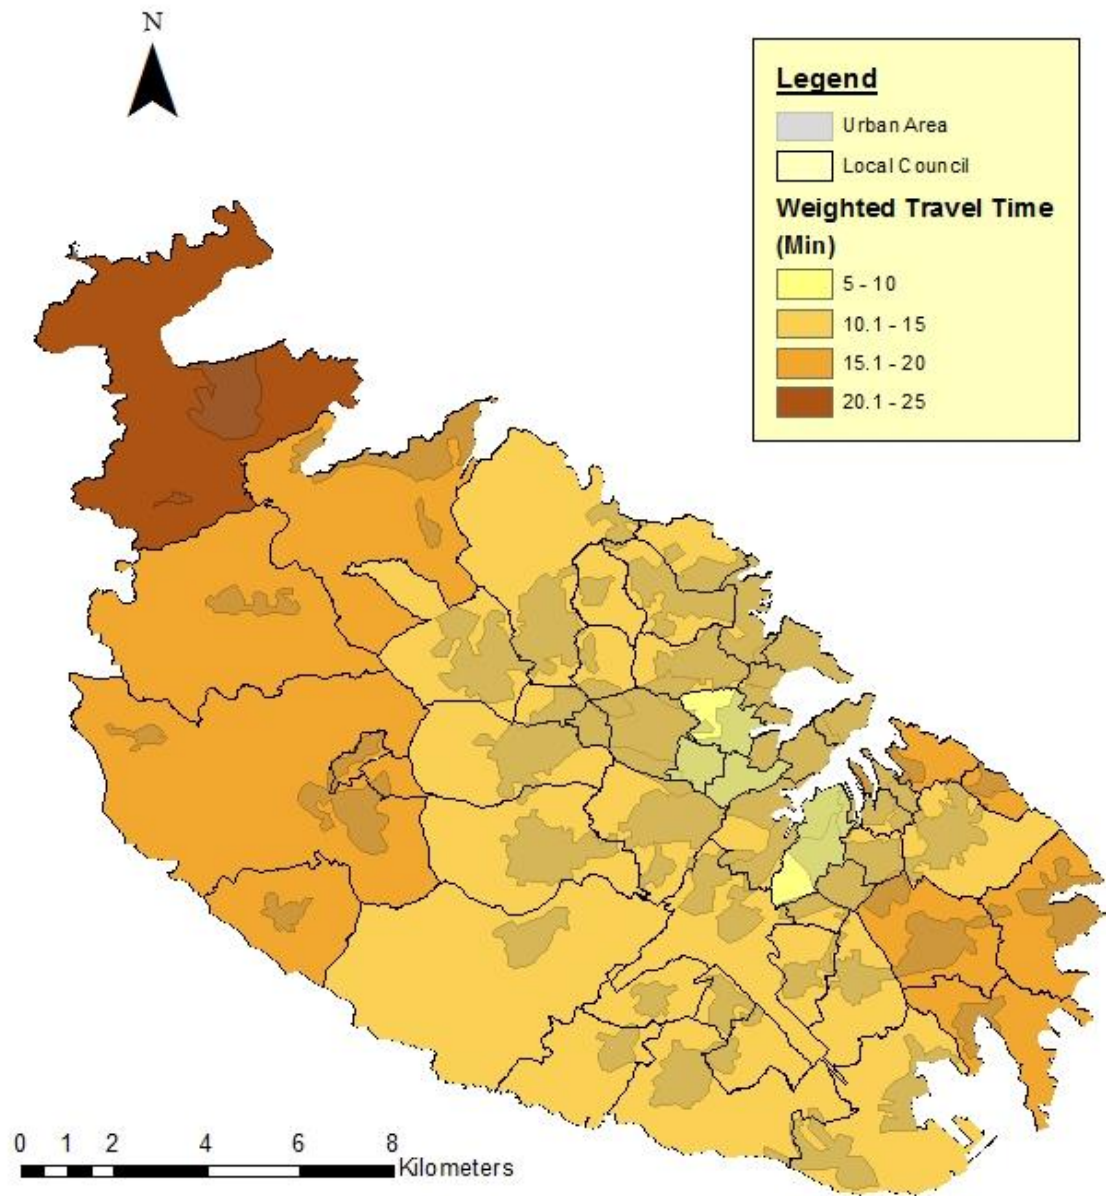 N
Legend
Urban Area
Local Council
Weighted Travel Time
(Min)
5 - 10
10.1 - 15
15.1 - 20
20.1 - 25
0 1 2 4 6 8
Kilometers